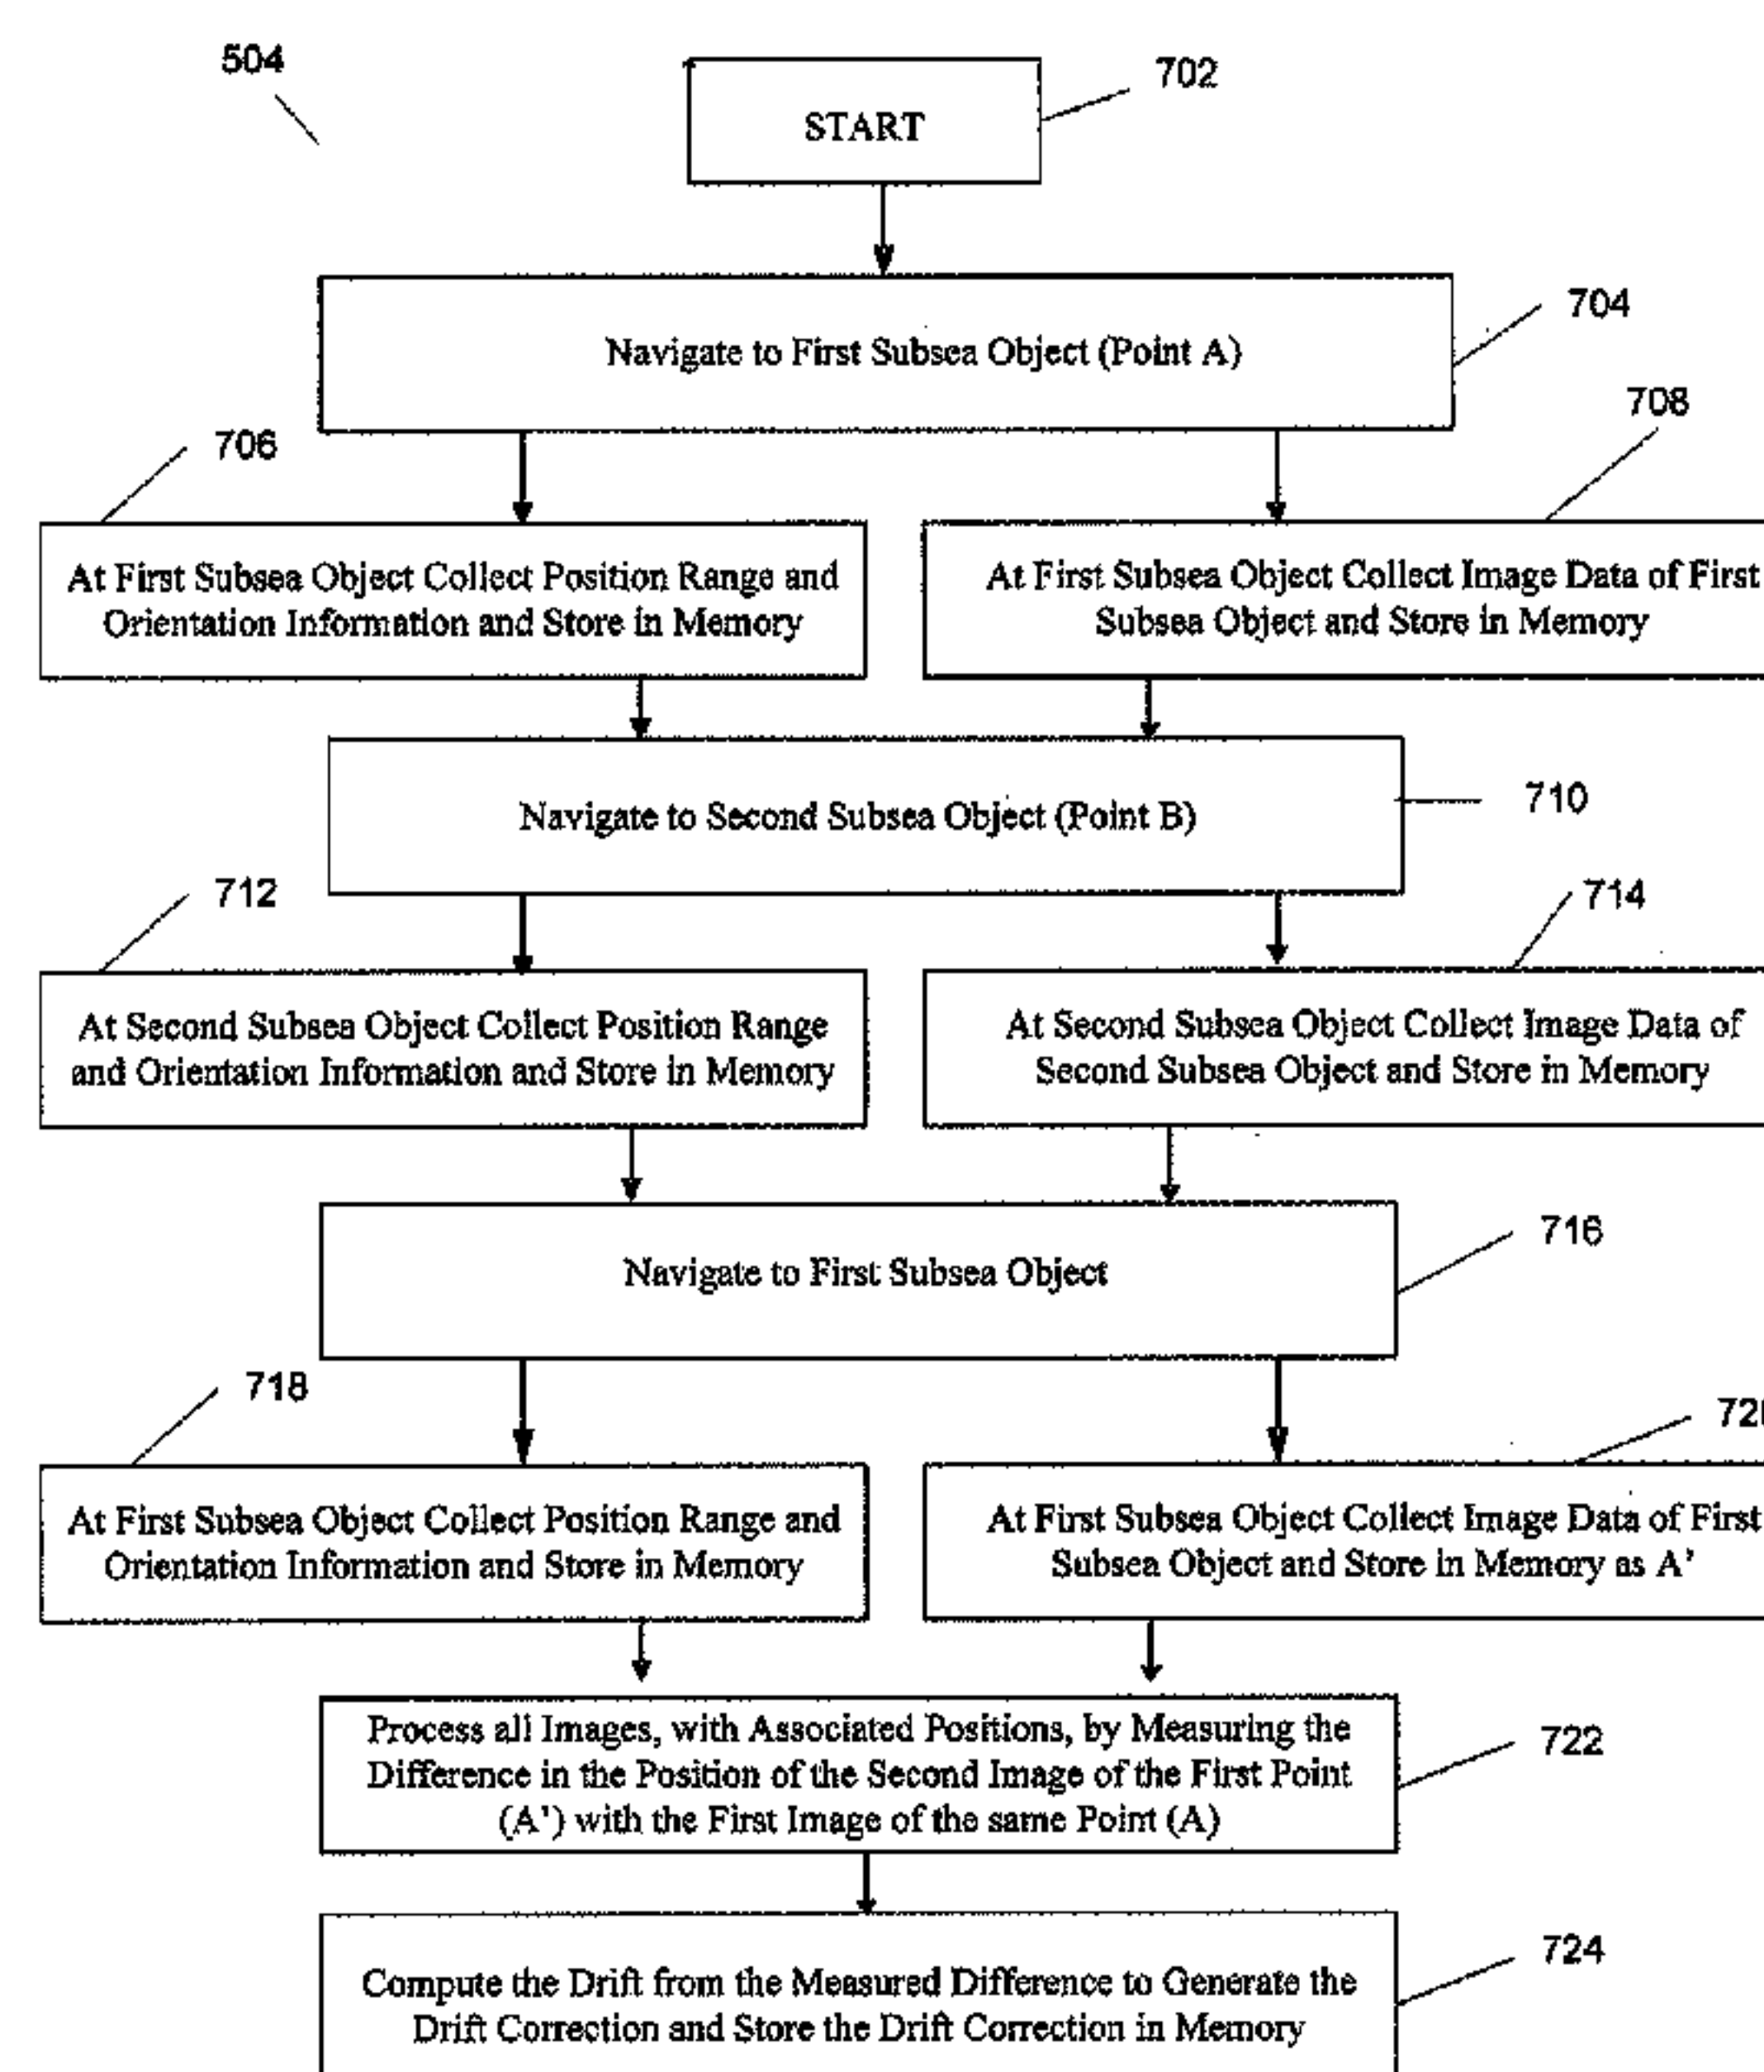 504
702
START
704
Navigate to First Subsea Object (Point A)
706
708
At First Subsea Object Collect Position Range and
Orientation Information and Store in Memory
At First Subsea Object Collect Image Data of First
Subsea Object and Store in Memory
Navigate to Second Subsea Object (Point B)
710
712
714
At Second Subsea Object Collect Position Range
and Orientation Information and Store in Memory
At Second Subsea Object Collect Image Data of
Second Subsea Object and Store in Memory
Navigate to First Subsea Object
716
718
At First Subsea Object Collect Position Range and
Orientation Information and Store in Memory
At First Subsea Object Collect Image Data of First
Subsea Object and Store in Memory as A'
Process all Images, with Associated Positions, by Measuring the
Difference in the Position of the Second Image of the First Point
(A') with the First Image of the same Point (A)
722
Compute the Drift from the Measured Difference to Generate the
Drift Correction and Store the Drift Correction in Memory
724